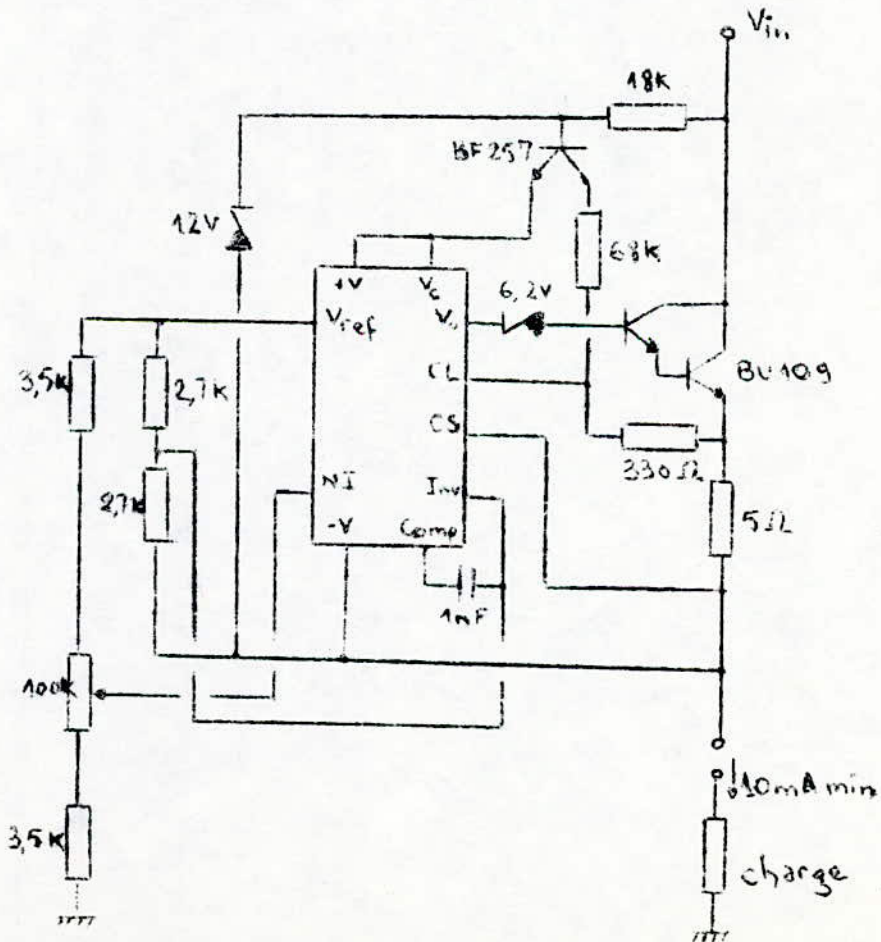 Vin
18K
BF257
12V
68K
+V
Vc
6,2V
Vref
Vo
3,5K
2,7K
CL
BU109
CS
330Ω
2,7K
NI
Inv
5Ω
-V
Comp
1nF
100K
10mA min
3,5K
charge